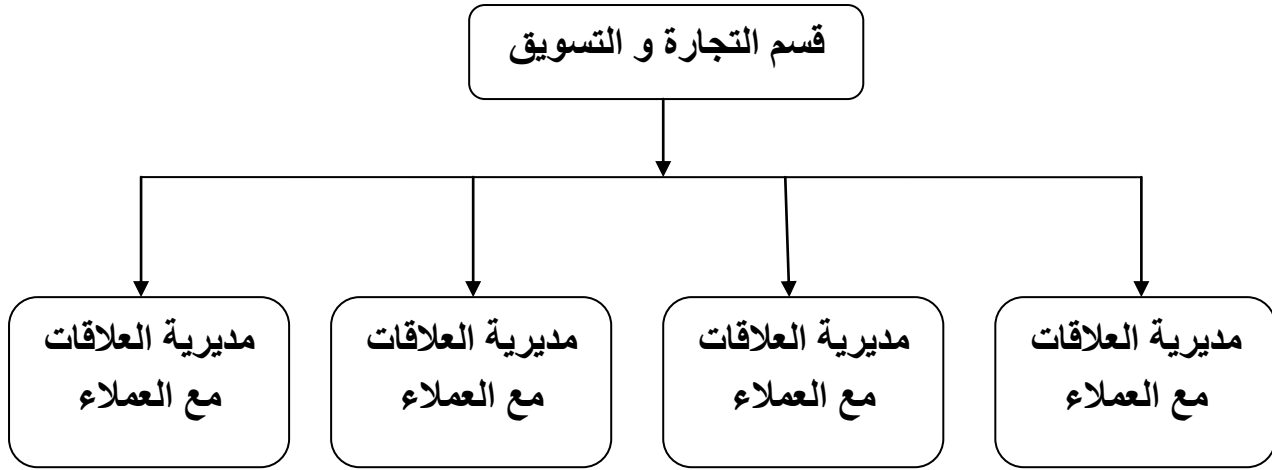 قسم التجارة و التسويق
مديرية العلاقات
مع العملاء
مديرية العلاقات
مع العملاء
مديرية العلاقات
مع العملاء
مديرية العلاقات
مع العملاء